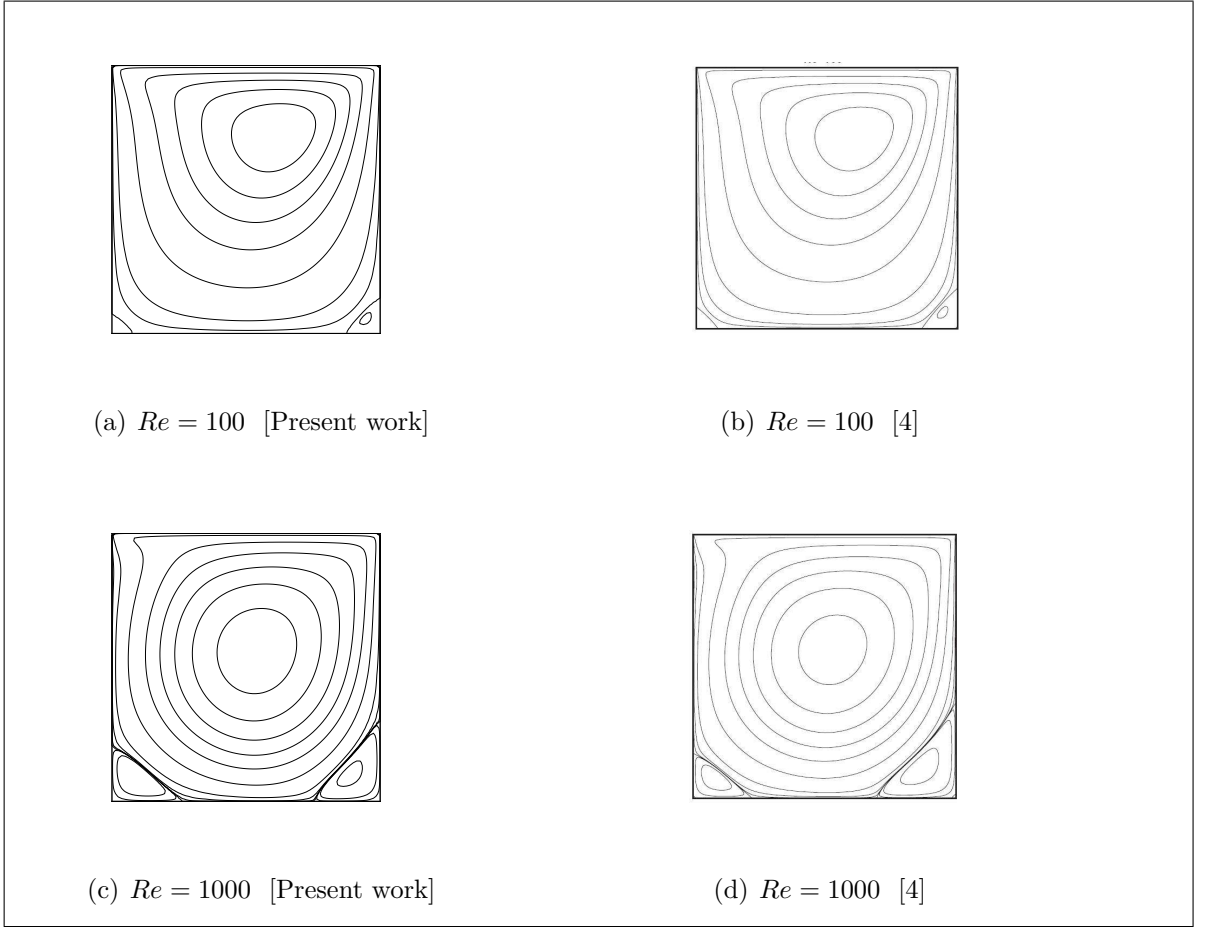 (a) Re = 100 [Present work]
(b) Re = 100 [4]
(c) Re = 1000 [Present work]
(d) Re = 1000 [4]